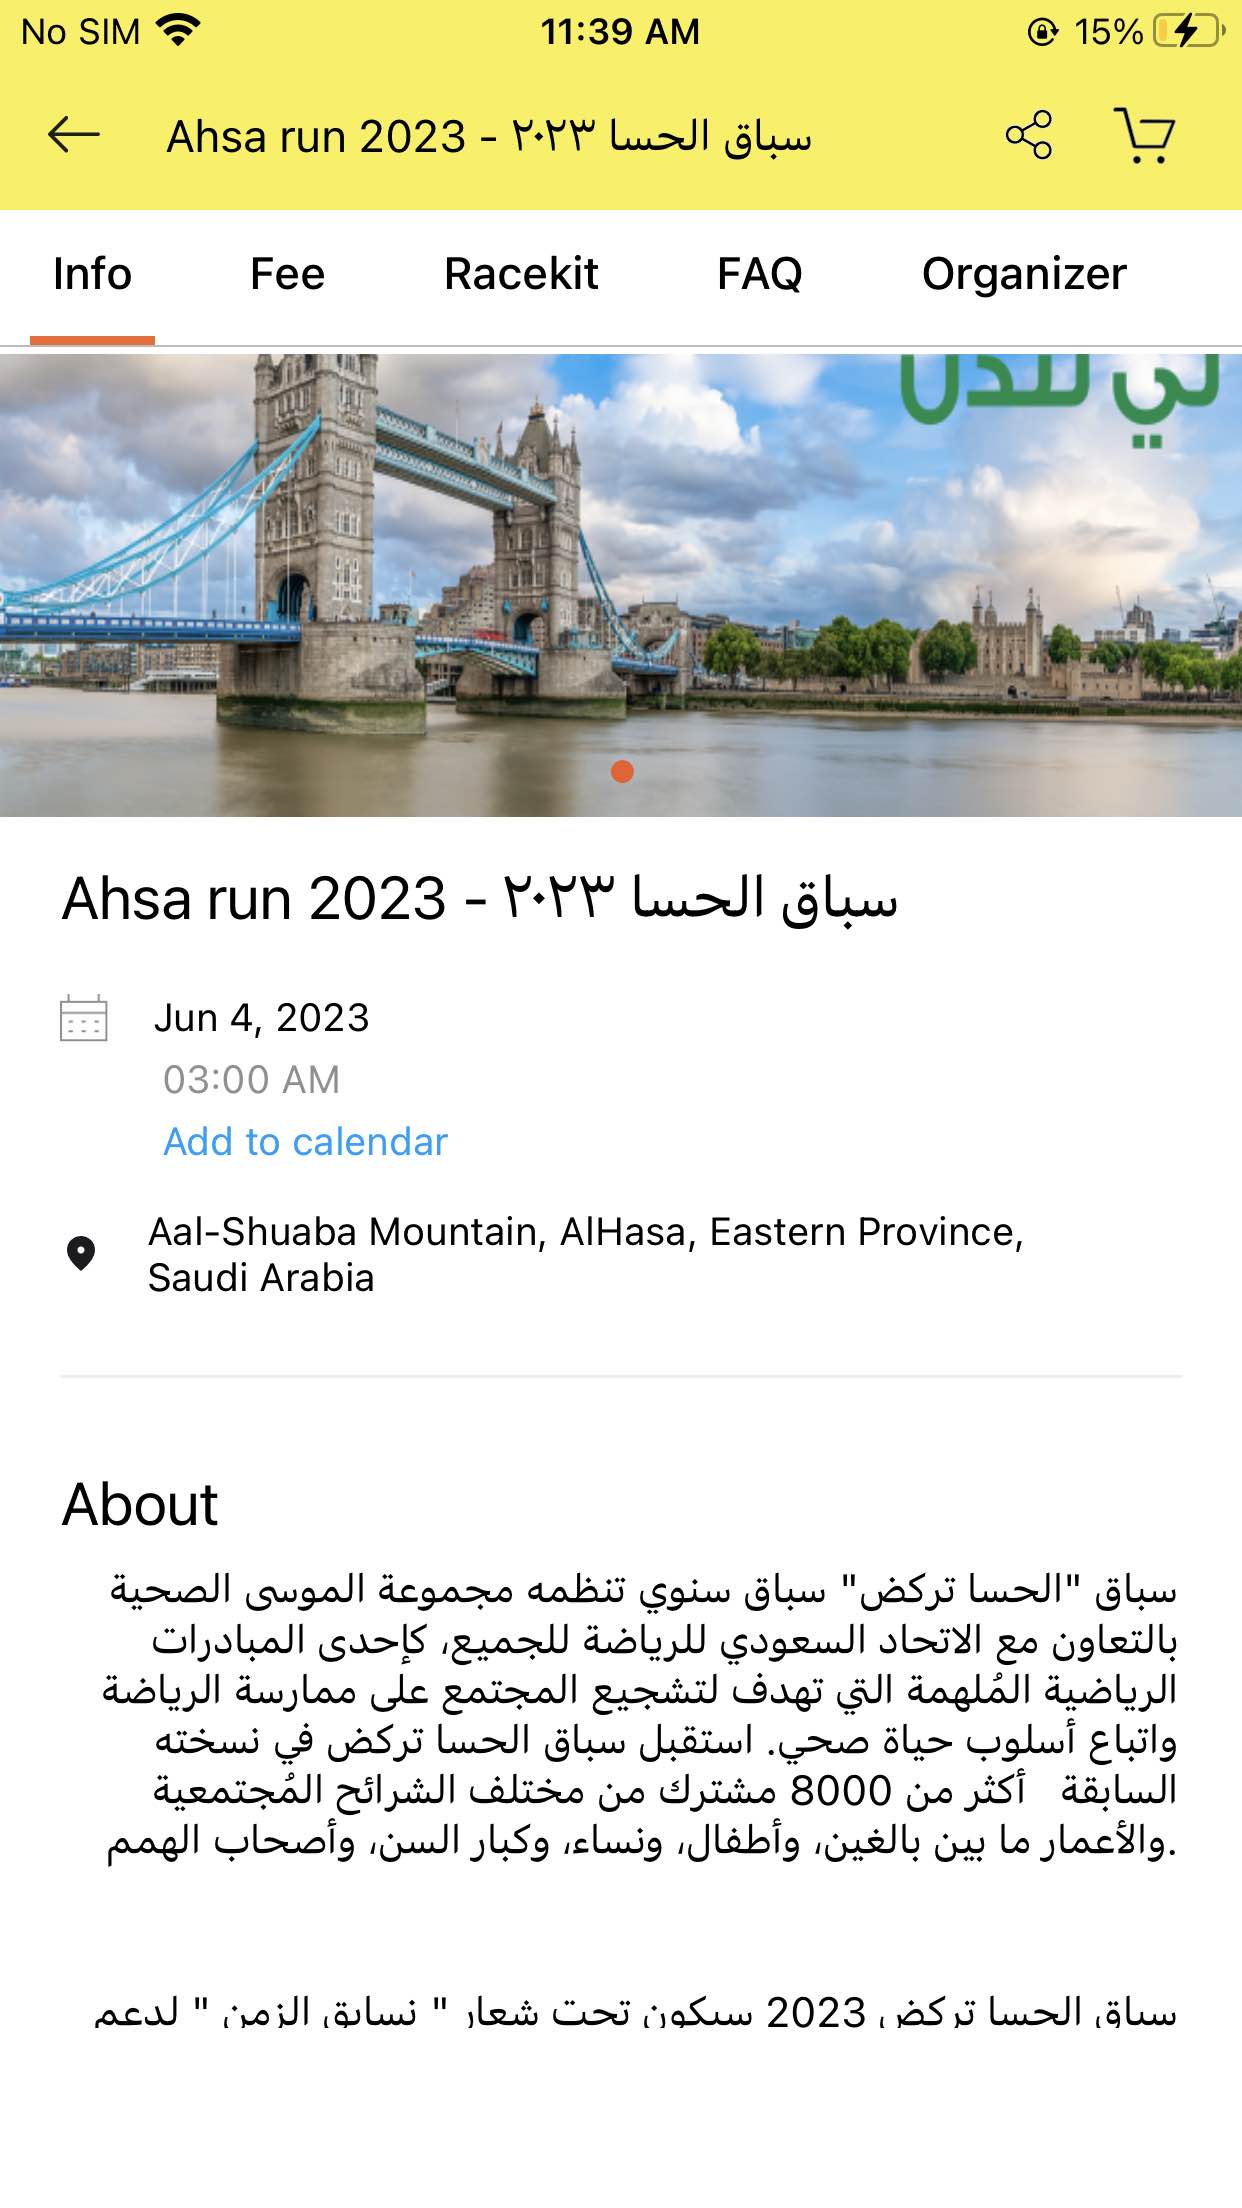 No SIM 11:39 AM 15%
Ahsa run 2023 - سباق الحسا ٢٠٢٣
Info Fee Racekit FAQ Organizer
Ahsa run 2023 - سباق الحسا ٢٠٢٣
Jun 4, 2023
03:00 AM
Add to calendar
Aal-Shuaba Mountain, AlHasa, Eastern Province,
Saudi Arabia
About
سباق "الحسا تركض" سباق سنوي تنظمه مجموعة الموسى الصحية
بالتعاون مع الاتحاد السعودي للرياضة للجميع، كإحدى المبادرات
الرياضية المُلهمة التي تهدف لتشجيع المجتمع على ممارسة الرياضة
واتباع أسلوب حياة صحي. استقبل سباق الحسا تركض في نسخته
السابقة أكثر من 8000 مشترك من مختلف الشرائح المُجتمعية
.والأعمار ما بين بالغين، وأطفال، ونساء، وكبار السن، وأصحاب الهمم
سباق الحسا تركض 2023 سيكون تحت شعار " نسابق الزمن " لدعم